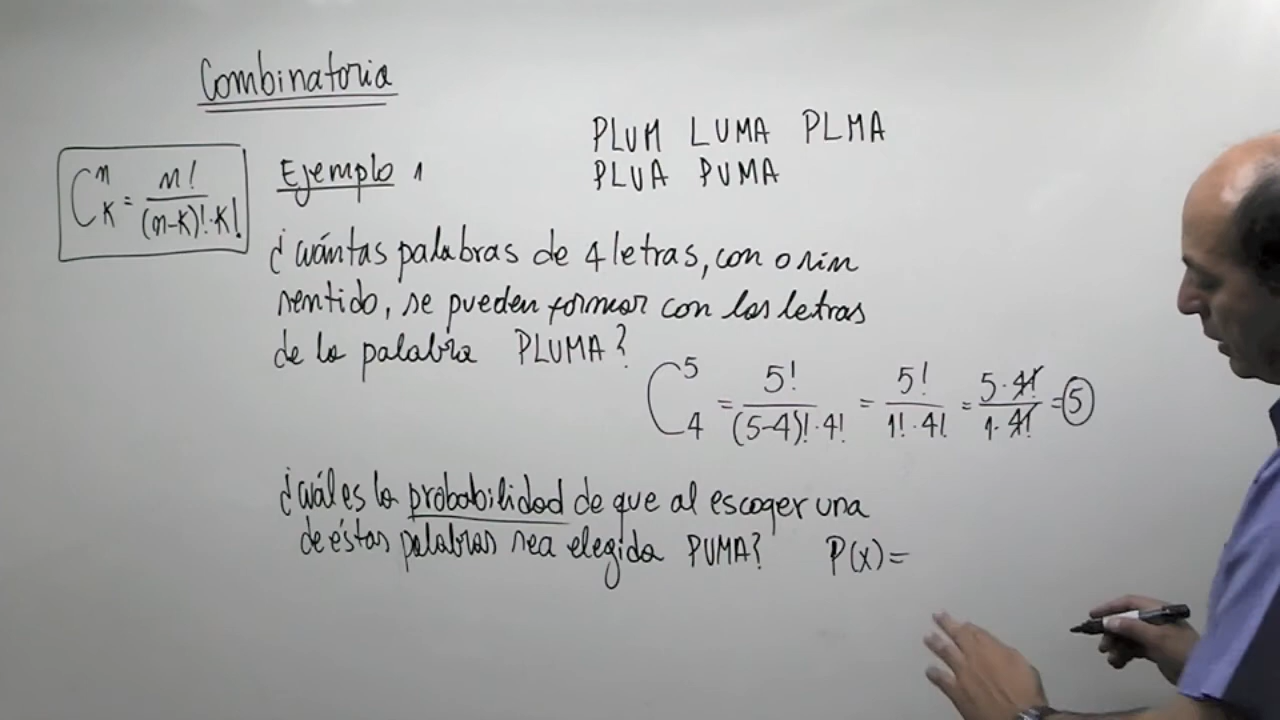 Combinatoria
PLUM LUMA PLMA
PLUA PUMA
C^n_K = n! / (n-K)!·K!
Ejemplo 1
¿cuántas palabras de 4 letras, con o sin
sentido, se pueden formar con las letras
de la palabra PLUMA?
C^5_4 = 5! / (5-4)!·4! = 5! / 1!·4! = 5·4! / 1·4! = 5
¿cuál es la probabilidad de que al escoger una
de éstas palabras sea elegida PUMA? P(x)=